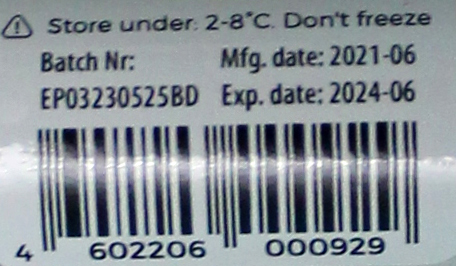 Store under: 2-8°C. Don't freeze
Batch Nr: Mfg. date: 2021-06
EP03230525BD Exp. date: 2024-06
4 602206 000929